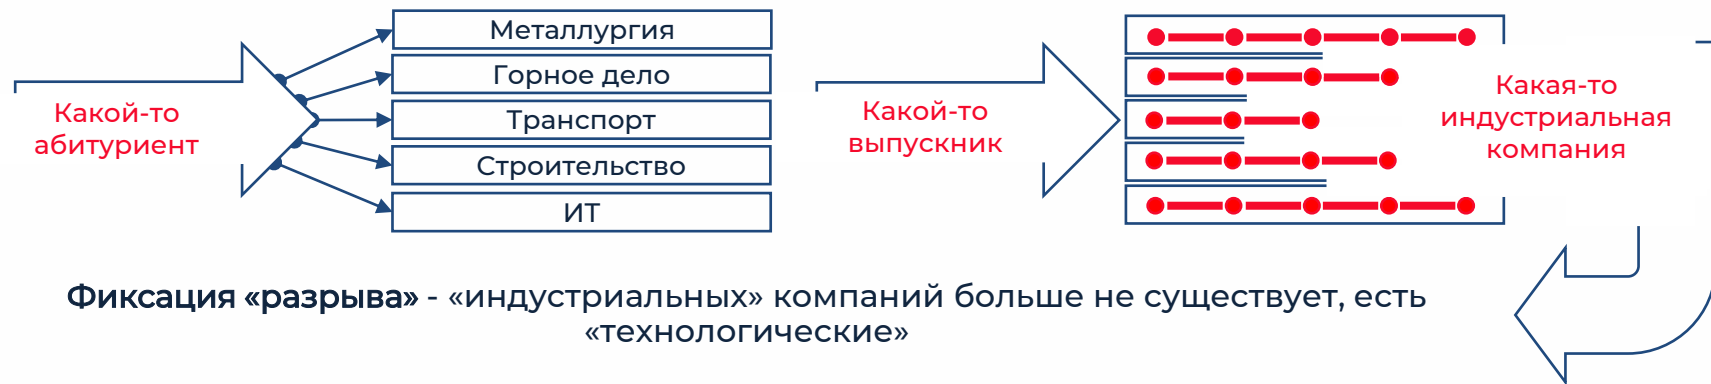 Металлургия
Горное дело
Транспорт
Строительство
ИТ
Какой-то
абитуриент
Какой-то
выпускник
Какая-то
индустриальная
компания
Фиксация «разрыва» - «индустриальных» компаний больше не существует, есть
«технологические»